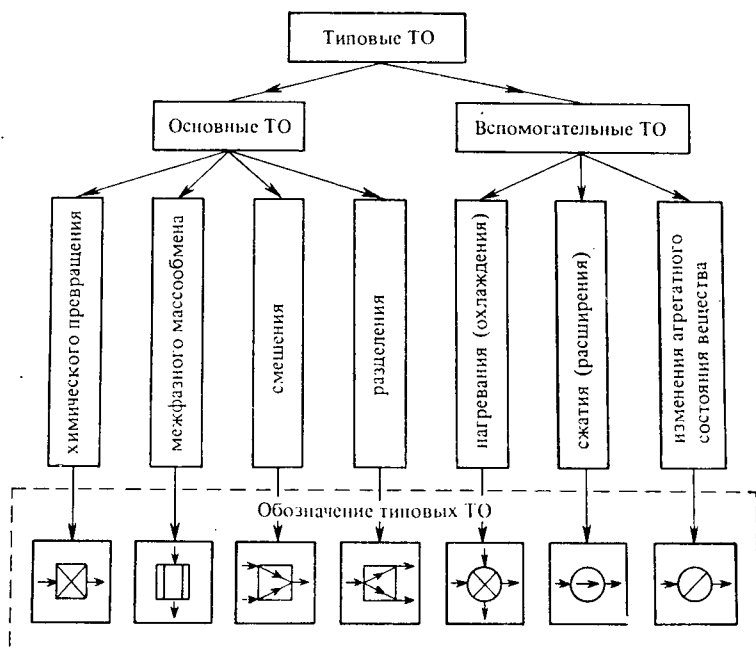 Типовые ТО
Основные ТО
Вспомогательные ТО
химического превращения
межфазного массообмена
смешения
разделения
нагревания (охлаждения)
сжатия (расширения)
изменения агрегатного
состояния вещества
Обозначение типовых ТО